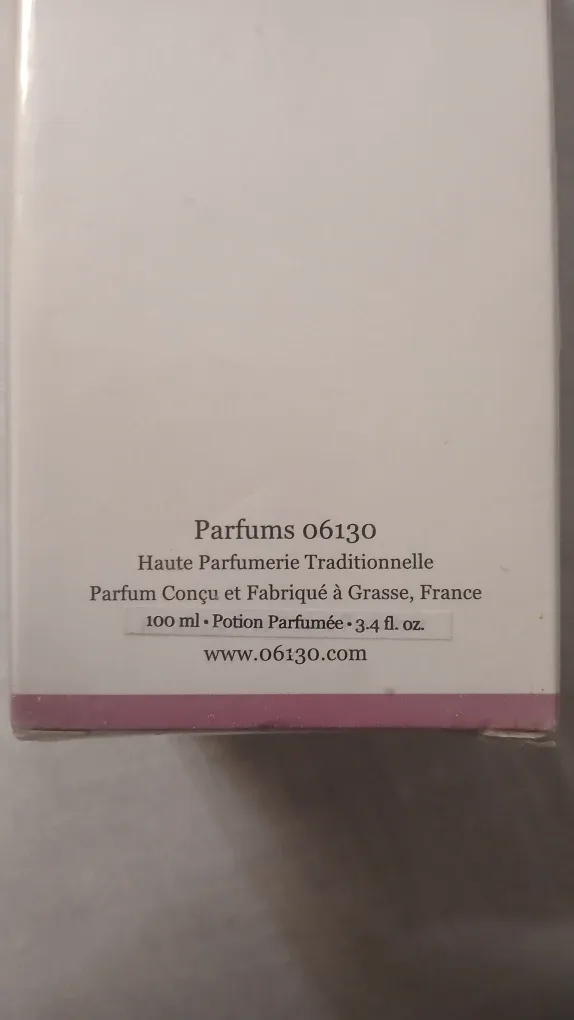 Parfums 06130
Haute Parfumerie Traditionnelle
Parfum Conçu et Fabriqué à Grasse, France
100 ml • Potion Parfumée • 3.4 fl. oz.
www.06130.com